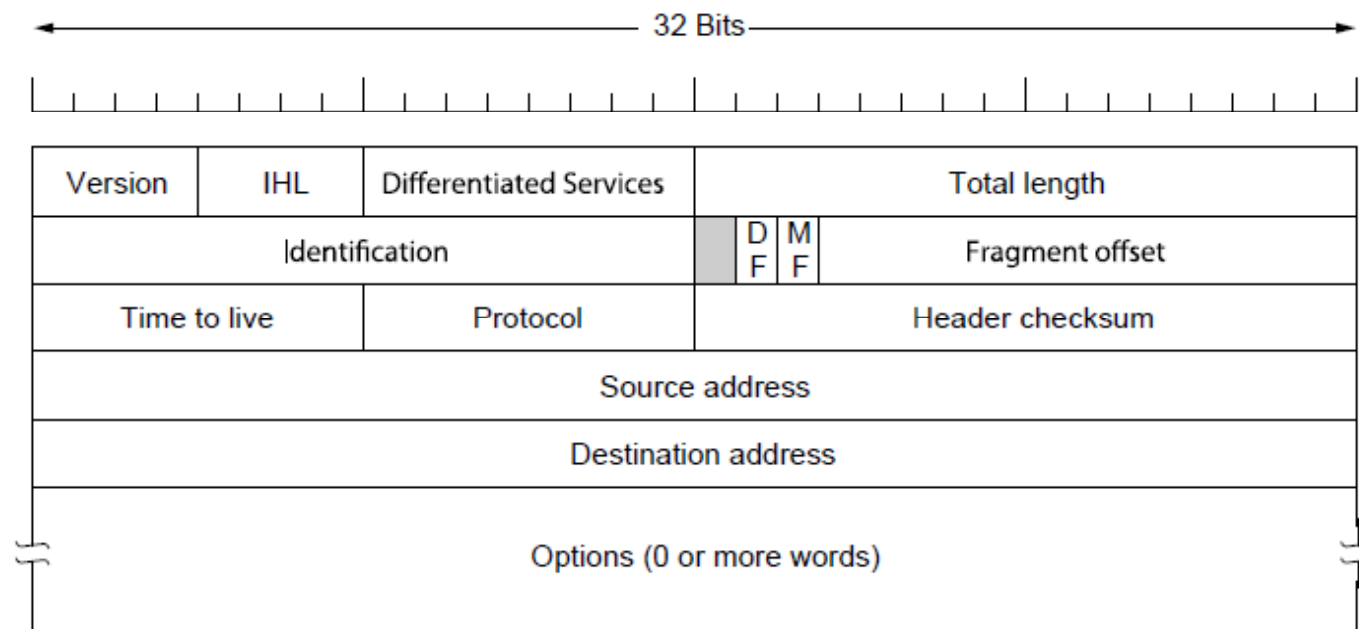 32 Bits
Version IHL Differentiated Services Total length
Identification D F M F Fragment offset
Time to live Protocol Header checksum
Source address
Destination address
Options (0 or more words)